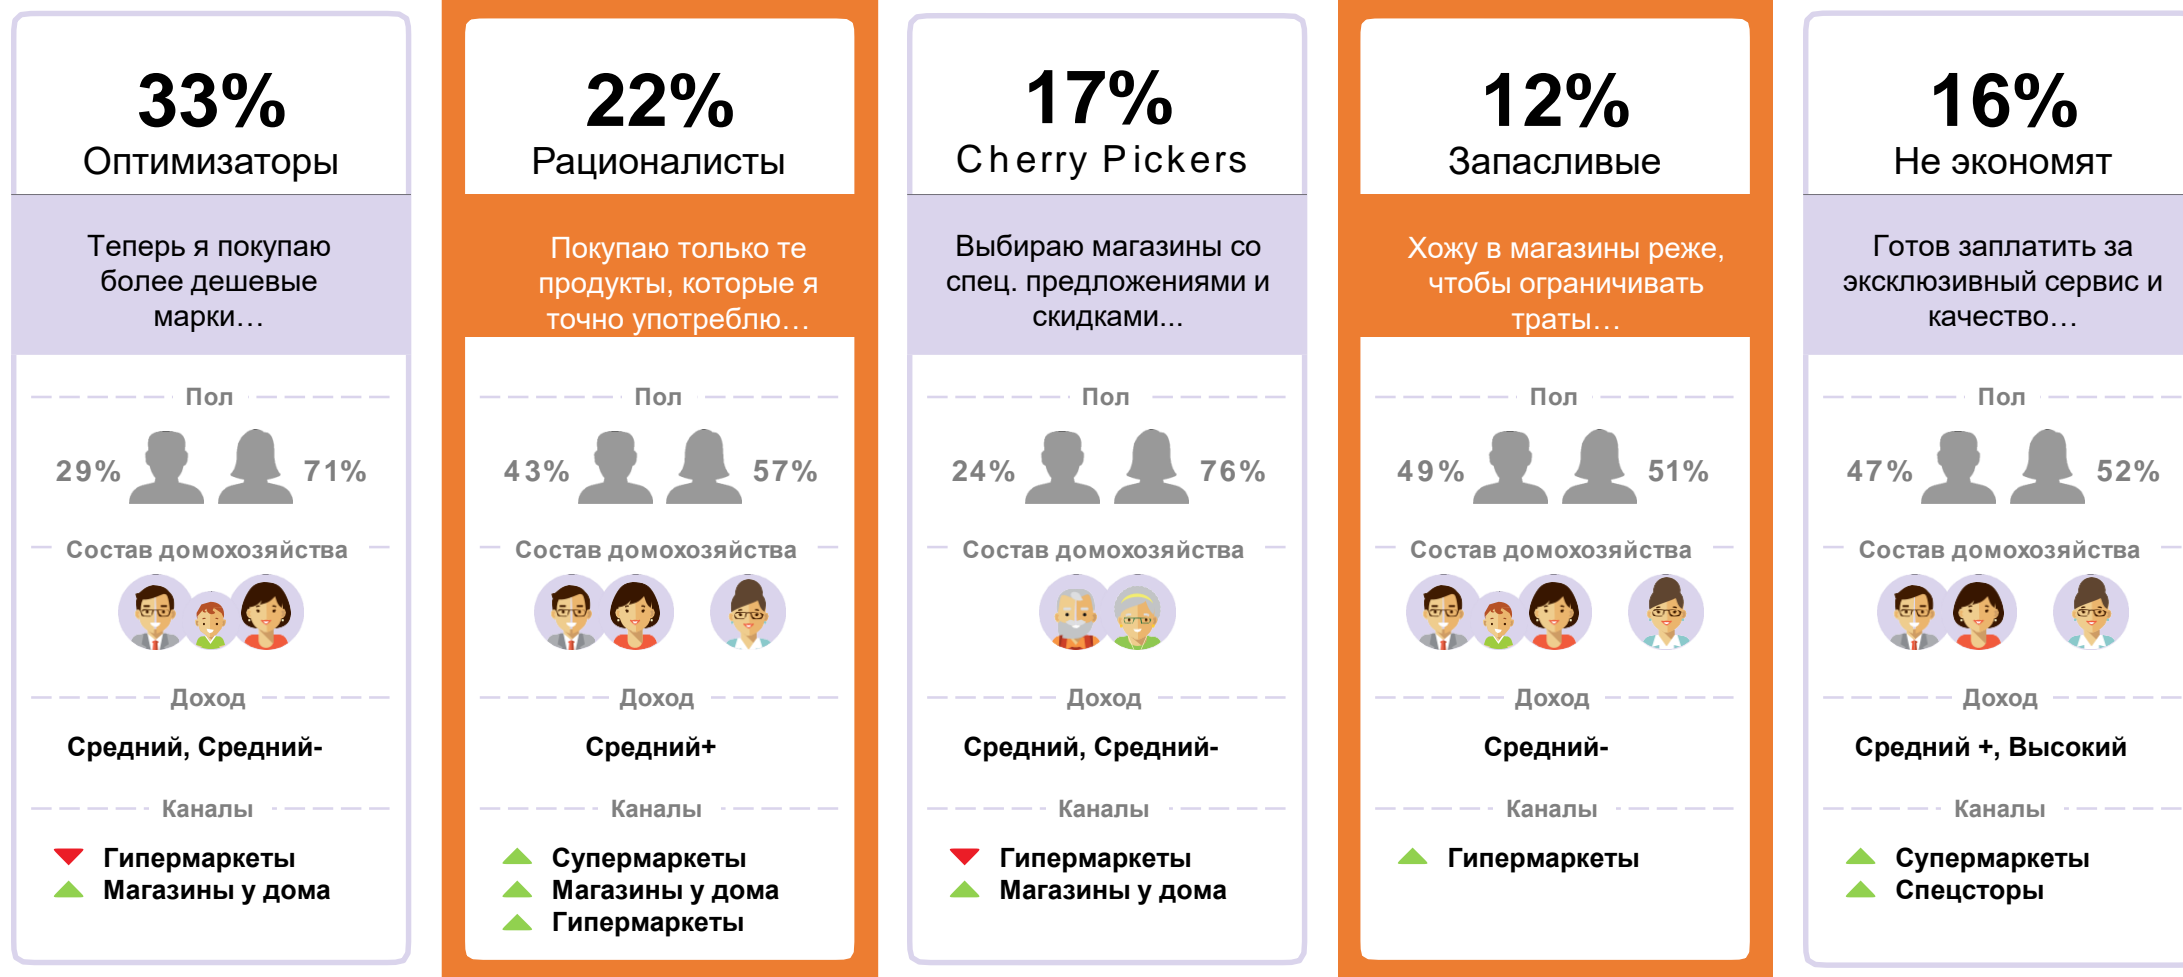 33%
Оптимизаторы
Теперь я покупаю
более дешевые
марки…
Пол
29%
71%
Состав домохозяйства
Доход
Средний, Средний-
Каналы
Гипермаркеты
Магазины у дома
22%
Рационалисты
Покупаю только те
продукты, которые я
точно употреблю…
Пол
43%
57%
Состав домохозяйства
Доход
Средний+
Каналы
Супермаркеты
Магазины у дома
Гипермаркеты
17%
Cherry Pickers
Выбираю магазины со
спец. предложениями и
скидками...
Пол
24%
76%
Состав домохозяйства
Доход
Средний, Средний-
Каналы
Гипермаркеты
Магазины у дома
12%
Запасливые
Хожу в магазины реже,
чтобы ограничивать
траты…
Пол
49%
51%
Состав домохозяйства
Доход
Средний-
Каналы
Гипермаркеты
16%
Не экономят
Готов заплатить за
эксклюзивный сервис и
качество…
Пол
47%
52%
Состав домохозяйства
Доход
Средний +, Высокий
Каналы
Супермаркеты
Спецсторы